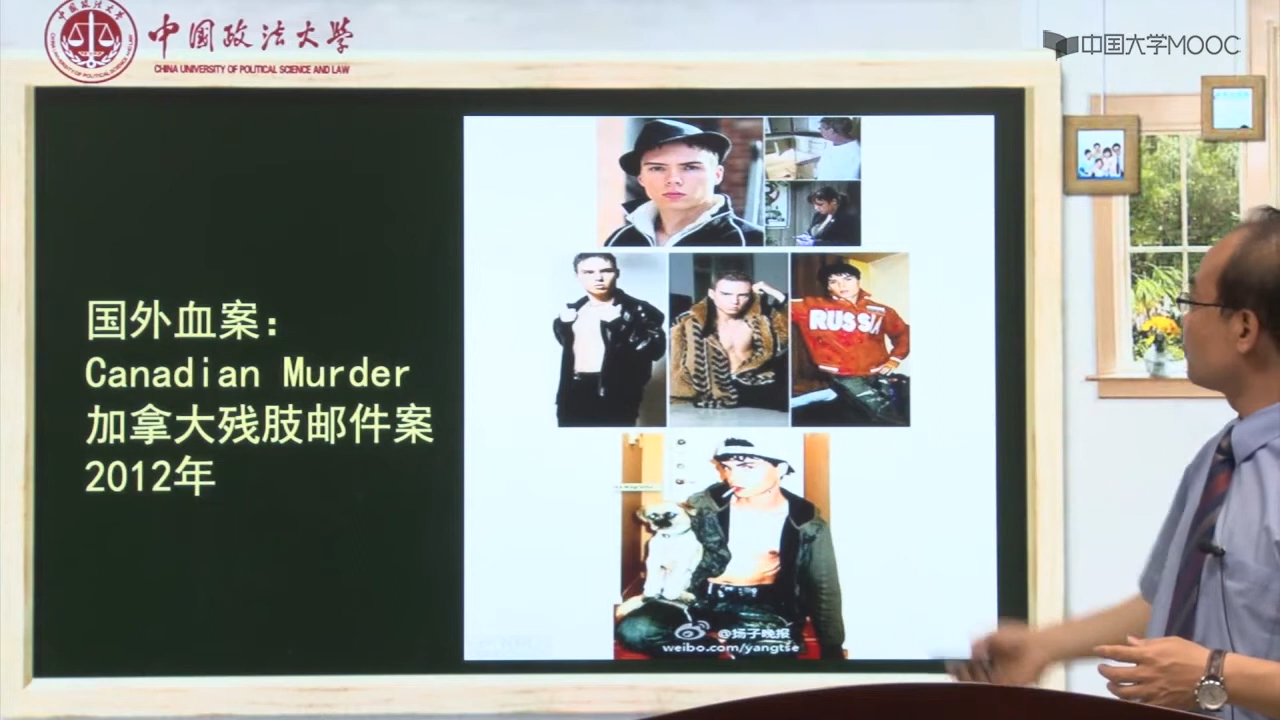 中国政法大学
CHINA UNIVERSITY OF POLITICAL SCIENCE AND LAW
中国大学MOOC
国外血案：
Canadian Murder
加拿大残肢邮件案
2012年
RUSSIA
@扬子晚报
weibo.com/yangtse